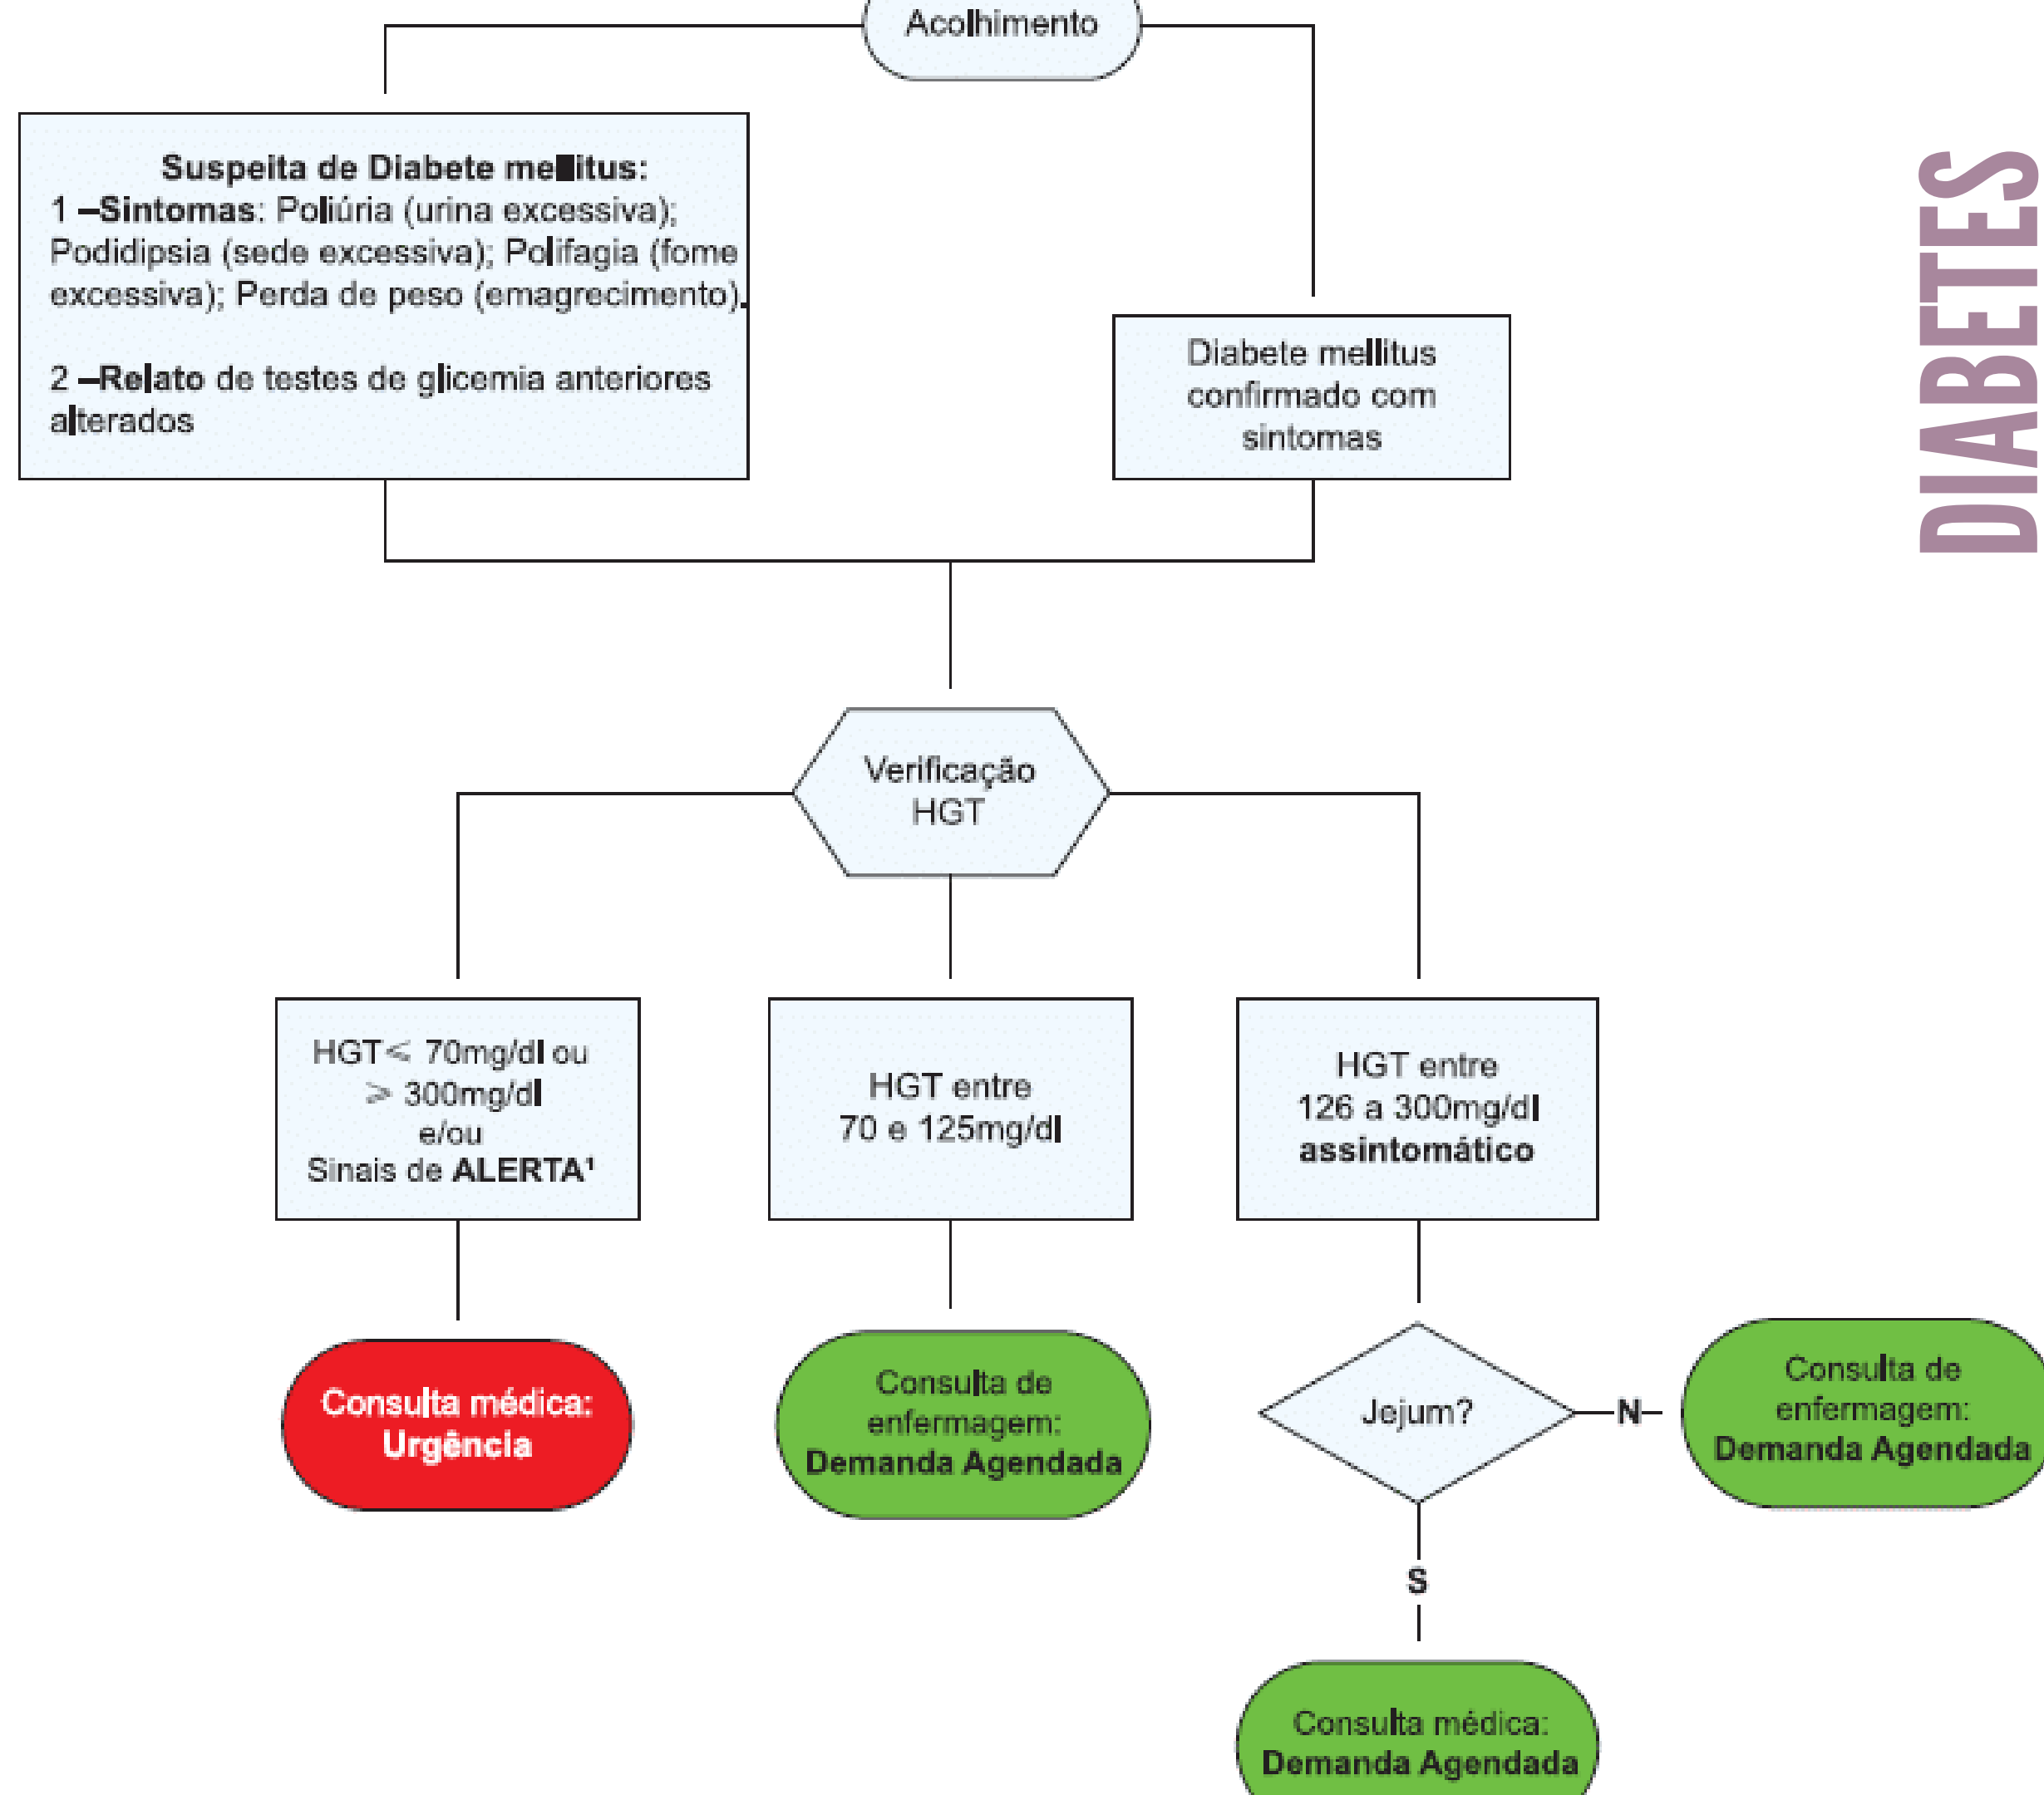 Acolhimento
Suspeita de Diabete mellitus:
1 –Sintomas: Poliúria (urina excessiva);
Podidipsia (sede excessiva); Polifagia (fome
excessiva); Perda de peso (emagrecimento).
2 –Relato de testes de glicemia anteriores
alterados
Diabete mellitus
confirmado com
sintomas
DIABETES
Verificação
HGT
HGT⩽ 70mg/dl ou
⩾ 300mg/dl
e/ou
Sinais de ALERTA¹
HGT entre
70 e 125mg/dl
HGT entre
126 a 300mg/dl
assintomático
Consulta médica:
Urgência
Consulta de
enfermagem:
Demanda Agendada
Jejum?
N
Consulta de
enfermagem:
Demanda Agendada
S
Consulta médica:
Demanda Agendada